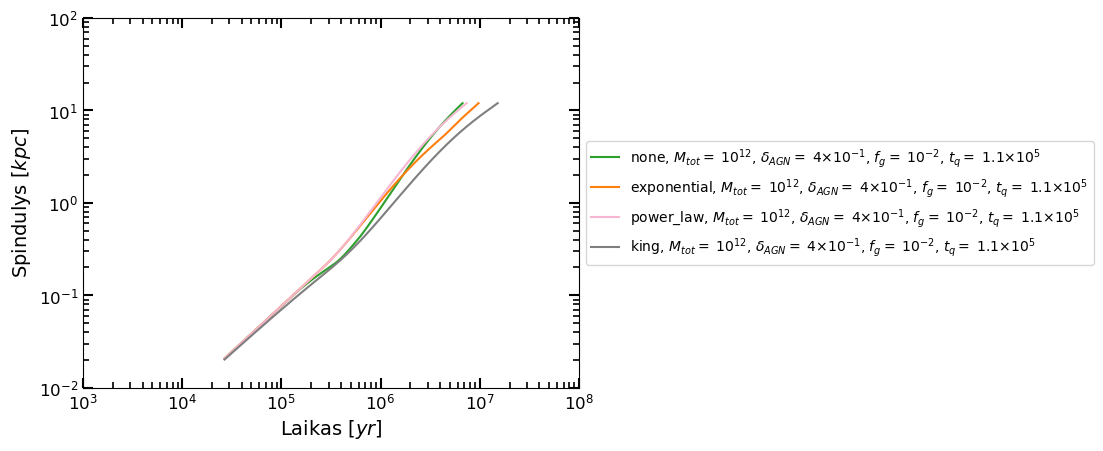 10²
10¹
10⁰
10⁻¹
10⁻²
Spindulys [kpc]
10³ 10⁴ 10⁵ 10⁶ 10⁷ 10⁸
Laikas [yr]
none, M_tot = 10¹², δ_AGN = 4×10⁻¹, f_g = 10⁻², t_q = 1.1×10⁵
exponential, M_tot = 10¹², δ_AGN = 4×10⁻¹, f_g = 10⁻², t_q = 1.1×10⁵
power_law, M_tot = 10¹², δ_AGN = 4×10⁻¹, f_g = 10⁻², t_q = 1.1×10⁵
king, M_tot = 10¹², δ_AGN = 4×10⁻¹, f_g = 10⁻², t_q = 1.1×10⁵